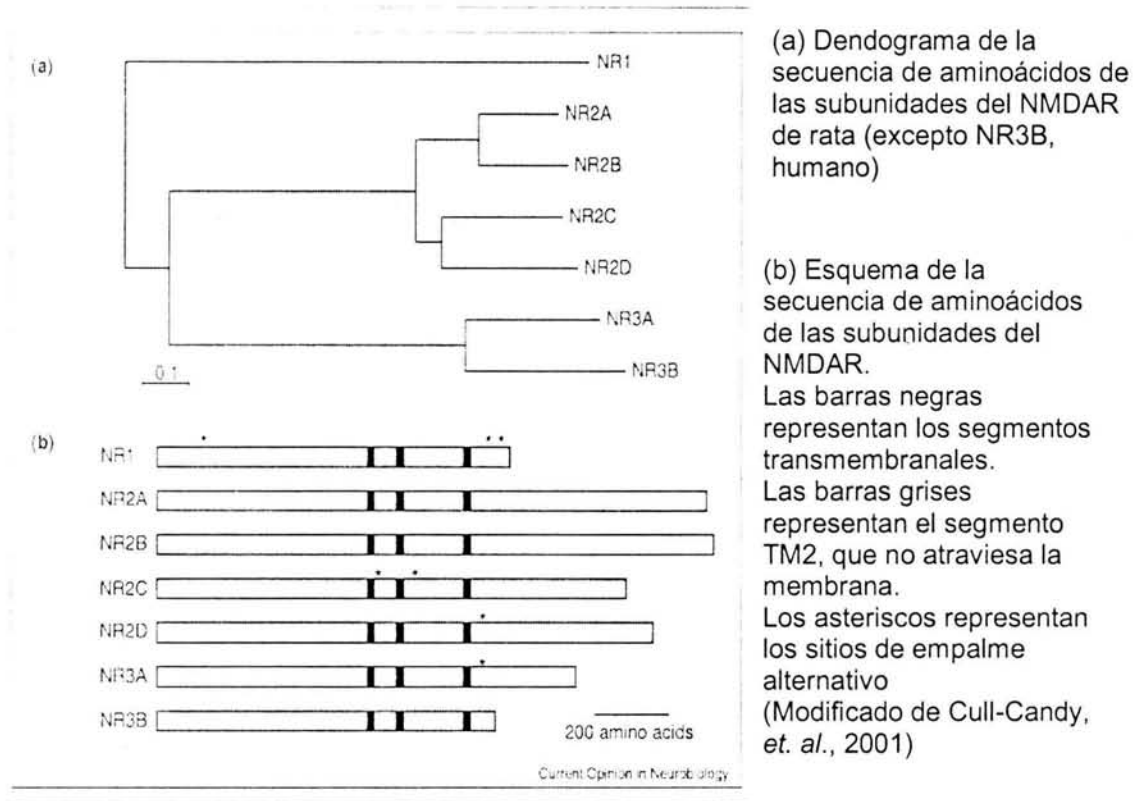 (a)
NR1
NR2A
NR2B
NR2C
NR2D
NR3A
NR3B
0.1
(b)
NR1
NR2A
NR2B
NR2C
NR2D
NR3A
NR3B
200 amino acids
Current Opinion in Neurobiology
(a) Dendograma de la
secuencia de aminoácidos de
las subunidades del NMDAR
de rata (excepto NR3B,
humano)
(b) Esquema de la
secuencia de aminoácidos
de las subunidades del
NMDAR.
Las barras negras
representan los segmentos
transmembranales.
Las barras grises
representan el segmento
TM2, que no atraviesa la
membrana.
Los asteriscos representan
los sitios de empalme
alternativo
(Modificado de Cull-Candy,
et. al., 2001)